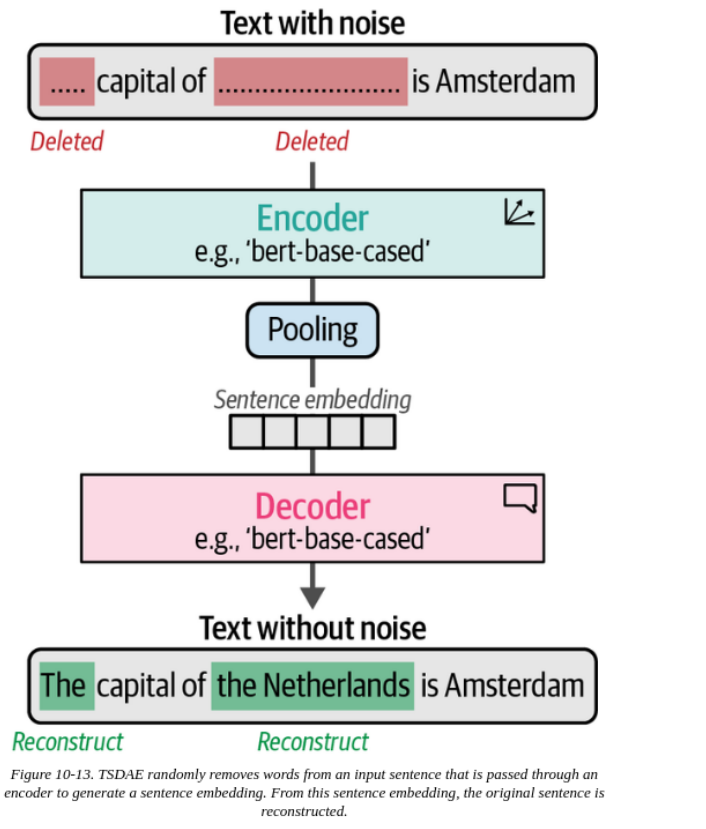 Text with noise
..... capital of ......................... is Amsterdam
Deleted Deleted
Encoder
e.g., ‘bert-base-cased’
Pooling
Sentence embedding
Decoder
e.g., ‘bert-base-cased’
Text without noise
The capital of the Netherlands is Amsterdam
Reconstruct Reconstruct
Figure 10-13. TSDAE randomly removes words from an input sentence that is passed through an
encoder to generate a sentence embedding. From this sentence embedding, the original sentence is
reconstructed.